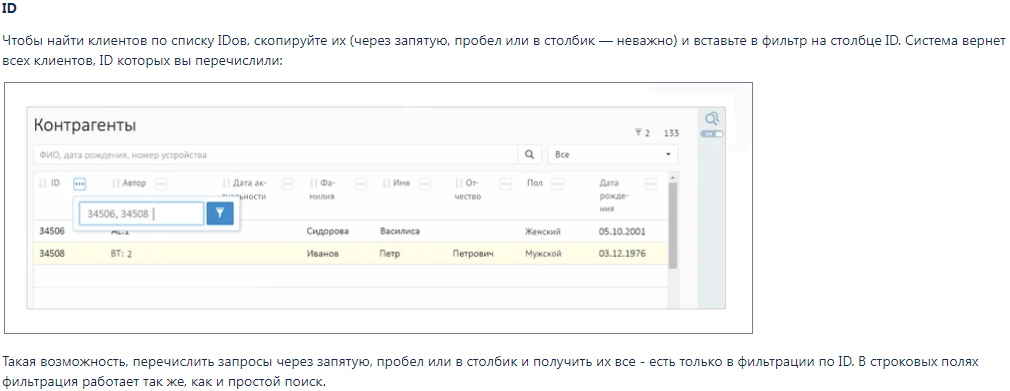 ID
Чтобы найти клиентов по списку IDов, скопируйте их (через запятую, пробел или в столбик — неважно) и вставьте в фильтр на столбце ID. Система вернет
всех клиентов, ID которых вы перечислили:
Контрагенты
2 133
ФИО, дата рождения, номер устройства
Все
ID Автор Дата ак- Фа- Имя От- Пол Дата
туальности милия чество рожде-
ния
34506, 34508
34506 AL:1 Сидорова Василиса Женский 05.10.2001
34508 BT: 2 Иванов Петр Петрович Мужской 03.12.1976
Такая возможность, перечислить запросы через запятую, пробел или в столбик и получить их все - есть только в фильтрации по ID. В строковых полях
фильтрация работает так же, как и простой поиск.